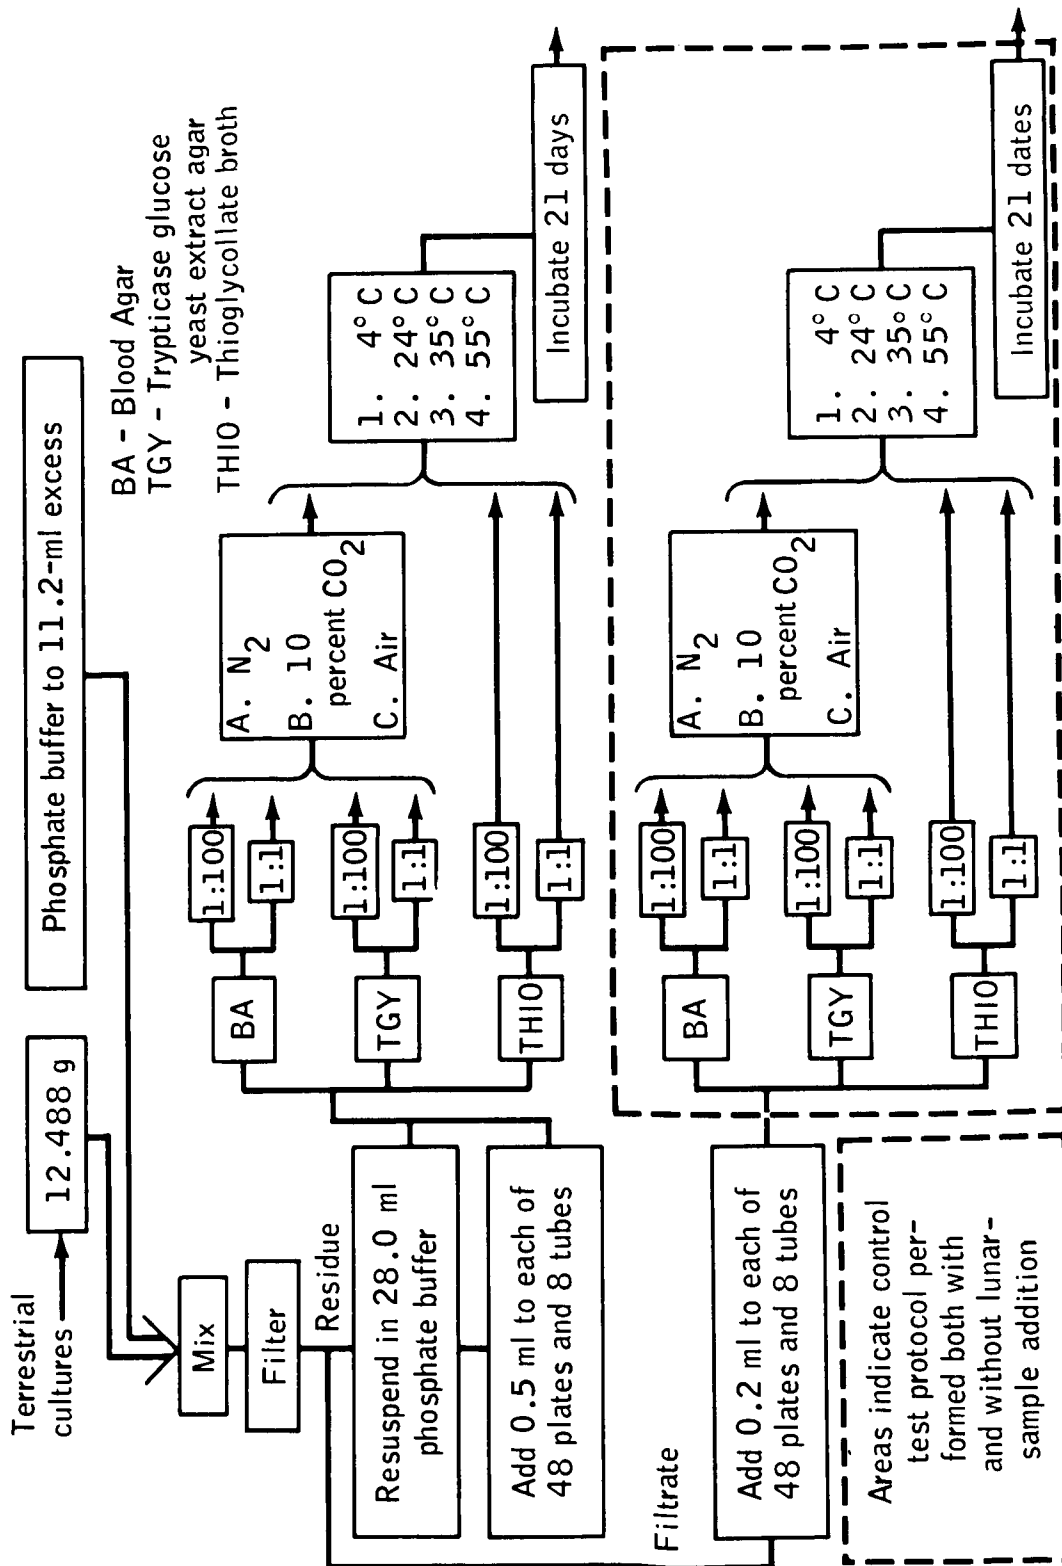 Terrestrial
cultures
12.488 g
Phosphate buffer to 11.2-ml excess
Mix
Filter
Residue
Resuspend in 28.0 ml
phosphate buffer
Add 0.5 ml to each of
48 plates and 8 tubes
BA
1:100
1:1
TGY
1:100
1:1
THIO
1:100
1:1
A. N2
B. 10
percent CO2
C. Air
BA - Blood Agar
TGY - Trypticase glucose
yeast extract agar
THIO - Thioglycollate broth
1. 4° C
2. 24° C
3. 35° C
4. 55° C
Incubate 21 days
Filtrate
Add 0.2 ml to each of
48 plates and 8 tubes
BA
1:100
1:1
TGY
1:100
1:1
THIO
1:100
1:1
A. N2
B. 10
percent CO2
C. Air
1. 4° C
2. 24° C
3. 35° C
4. 55° C
Incubate 21 dates
Areas indicate control
test protocol per-
formed both with
and without lunar-
sample addition